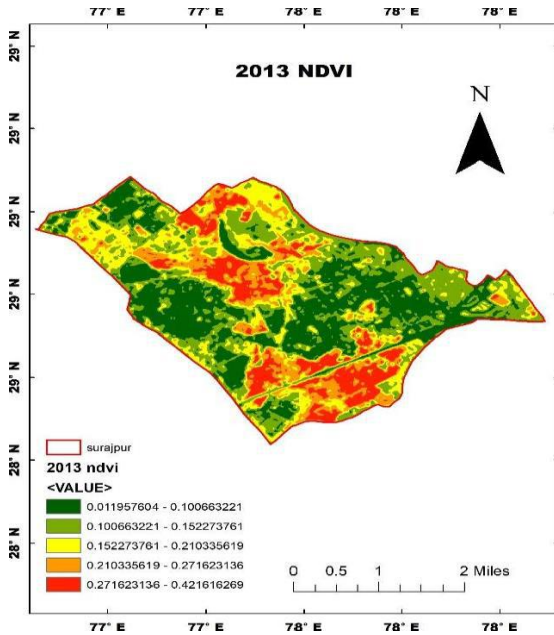 77° E 77° E 78° E 78° E 78° E
29° N
29° N
29° N
29° N
29° N
28° N
28° N
2013 NDVI
N
surajpur
2013 ndvi
<VALUE>
0.011957604 - 0.100663221
0.100663221 - 0.152273761
0.152273761 - 0.210335619
0.210335619 - 0.271623136
0.271623136 - 0.421616269
0 0.5 1 2 Miles
77° E 77° E 78° E 78° E 78° E